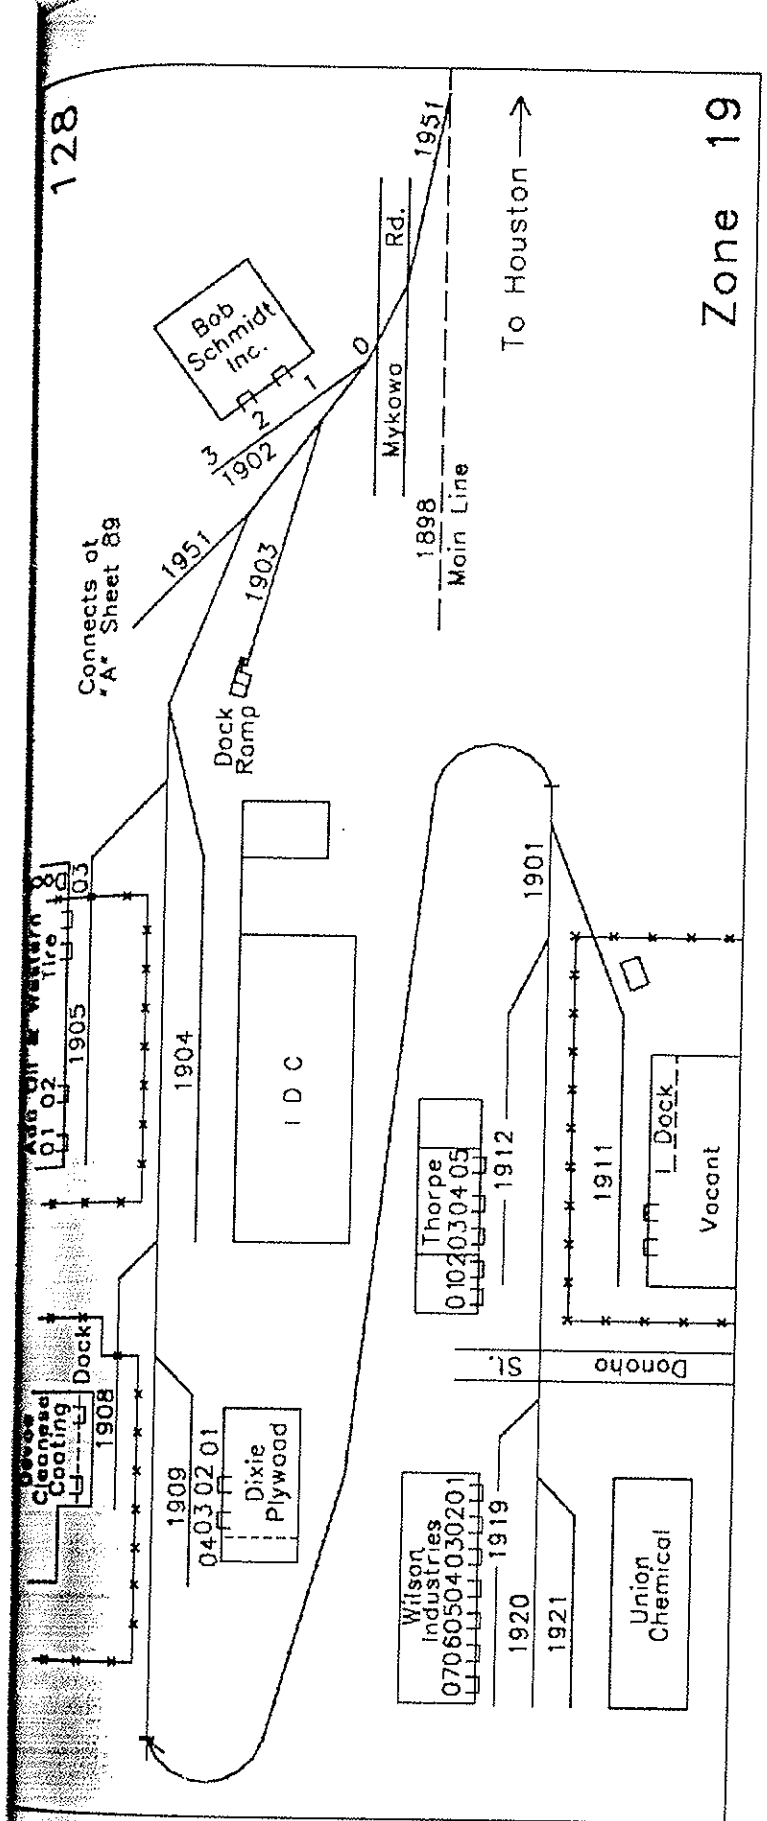 128
Devoe
Cleanese
Coating
Dock
1908
Ada Oil & Western
Tire
01 02
03
1905
Connects at
"A" Sheet 89
1951
Bob
Schmidt
Inc.
3 2 1 0
1902
1903
Dock
Ramp
1904
1909
04 03 02 01
Dixie
Plywood
I D C
Mykawa Rd.
1951
1898
Main Line
To Houston
Wilson
Industries
07 06 05 04 03 02 01
1919
1920
1921
Union
Chemical
Donoho St.
Thorpe
01 02 03 04 05
1912
1901
1911
Dock
Vacant
Zone 19